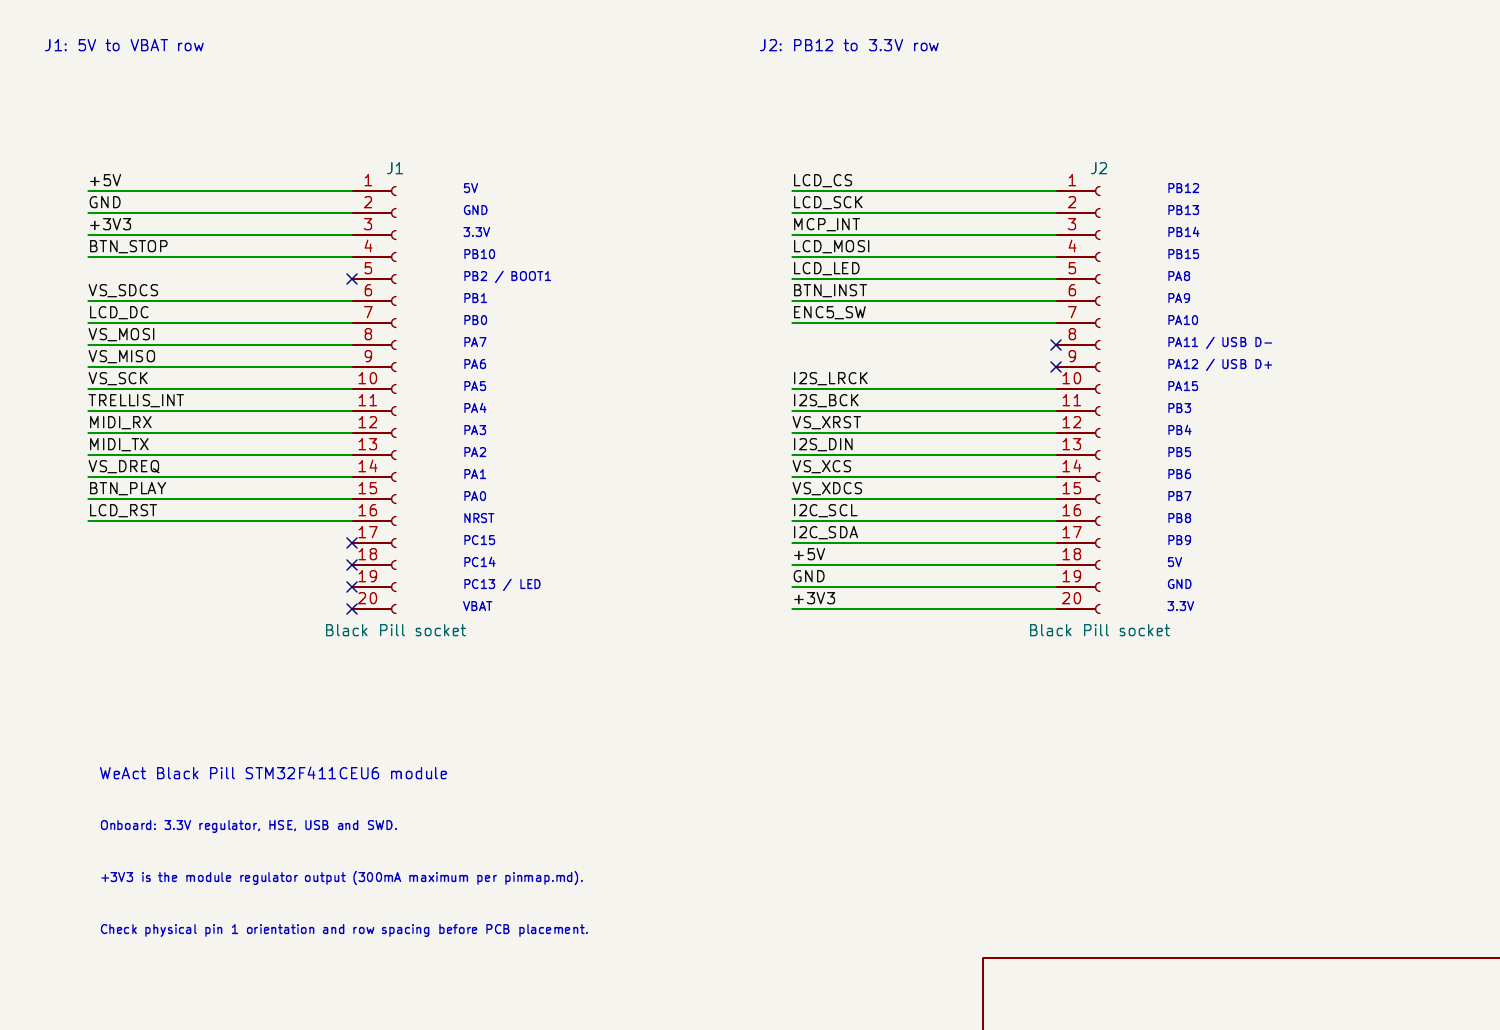 J1: 5V to VBAT row
J2: PB12 to 3.3V row
J1
+5V 1 5V
GND 2 GND
+3V3 3 3.3V
BTN_STOP 4 PB10
5 PB2 / BOOT1
VS_SDCS 6 PB1
LCD_DC 7 PB0
VS_MOSI 8 PA7
VS_MISO 9 PA6
VS_SCK 10 PA5
TRELLIS_INT 11 PA4
MIDI_RX 12 PA3
MIDI_TX 13 PA2
VS_DREQ 14 PA1
BTN_PLAY 15 PA0
LCD_RST 16 NRST
17 PC15
18 PC14
19 PC13 / LED
20 VBAT
Black Pill socket
J2
LCD_CS 1 PB12
LCD_SCK 2 PB13
MCP_INT 3 PB14
LCD_MOSI 4 PB15
LCD_LED 5 PA8
BTN_INST 6 PA9
ENC5_SW 7 PA10
8 PA11 / USB D-
9 PA12 / USB D+
I2S_LRCK 10 PA15
I2S_BCK 11 PB3
VS_XRST 12 PB4
I2S_DIN 13 PB5
VS_XCS 14 PB6
VS_XDCS 15 PB7
I2C_SCL 16 PB8
I2C_SDA 17 PB9
+5V 18 5V
GND 19 GND
+3V3 20 3.3V
Black Pill socket
WeAct Black Pill STM32F411CEU6 module
Onboard: 3.3V regulator, HSE, USB and SWD.
+3V3 is the module regulator output (300mA maximum per pinmap.md).
Check physical pin 1 orientation and row spacing before PCB placement.